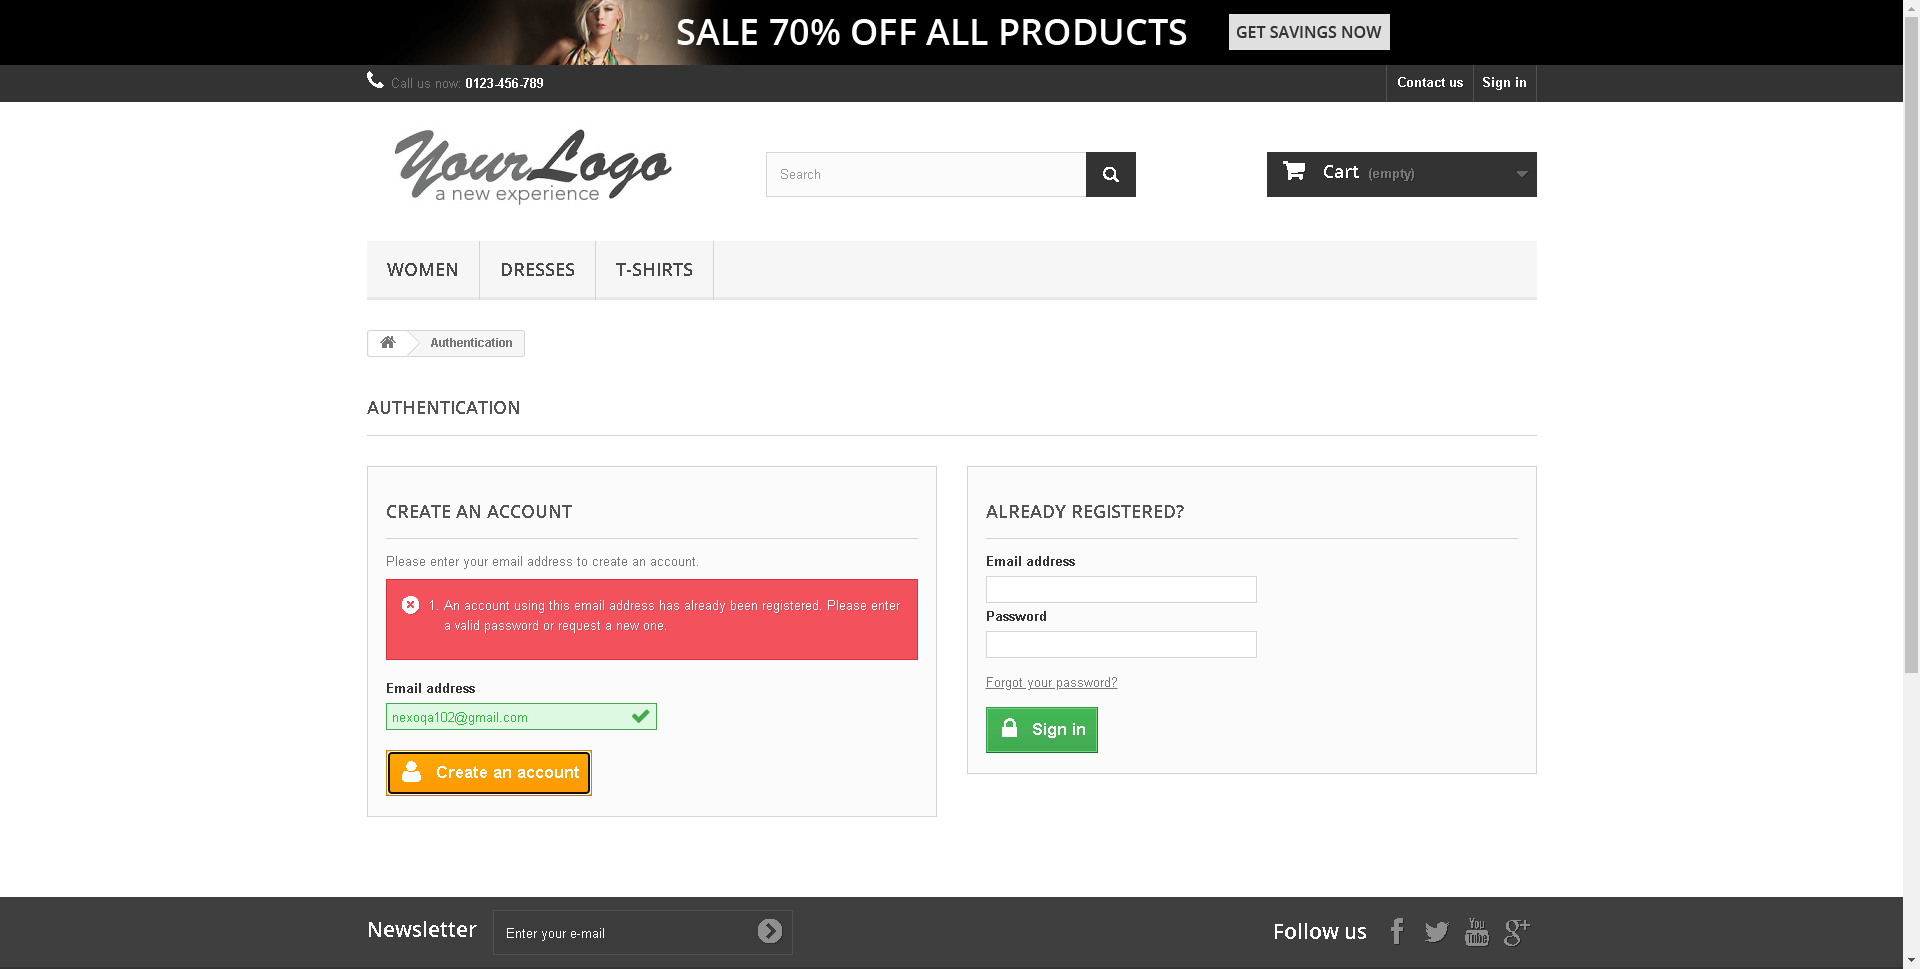 SALE 70% OFF ALL PRODUCTS GET SAVINGS NOW
Call us now: 0123-456-789 Contact us Sign in
Your Logo
a new experience
Search
Cart (empty)
WOMEN DRESSES T-SHIRTS
Authentication
AUTHENTICATION
CREATE AN ACCOUNT
Please enter your email address to create an account.
1. An account using this email address has already been registered. Please enter
a valid password or request a new one.
Email address
nexoqa102@gmail.com
Create an account
ALREADY REGISTERED?
Email address
Password
Forgot your password?
Sign in
Newsletter
Enter your e-mail
Follow us
You
Tube
g+